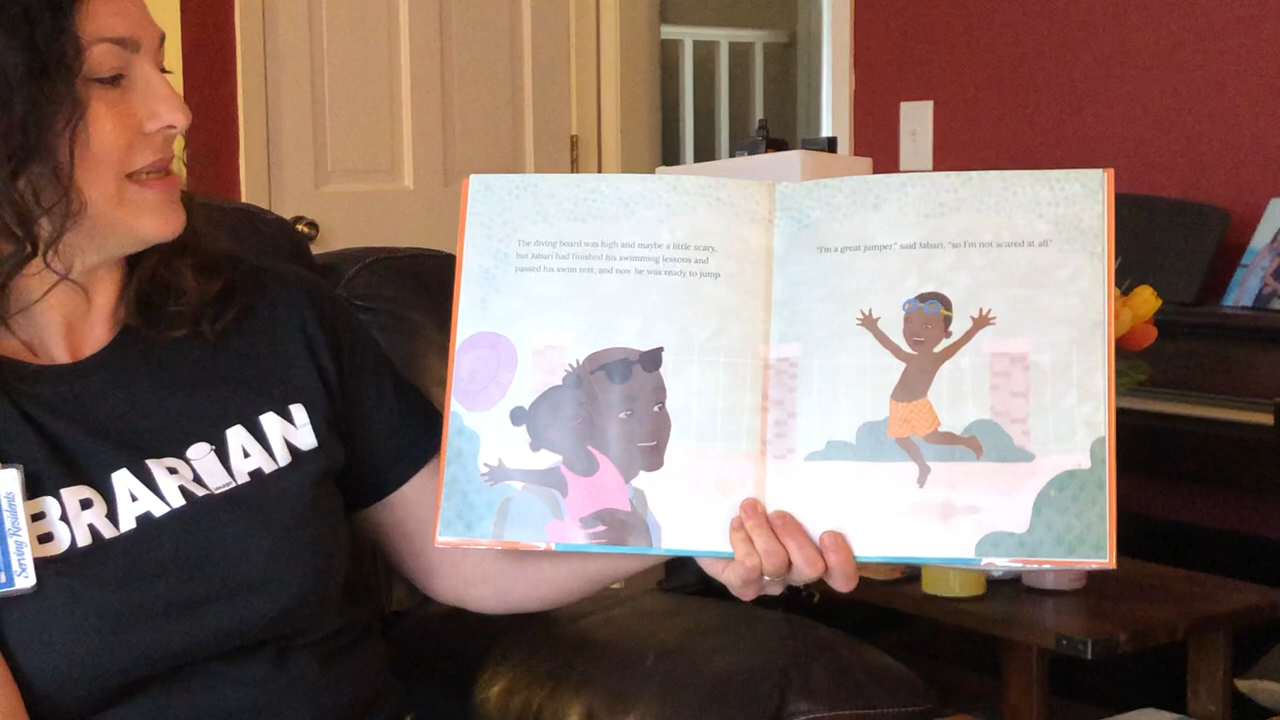 BRARiAN
Serving Residents
The diving board was high and maybe a little scary,
but Jabari had finished his swimming lessons and
passed his swim test, and now he was ready to jump.
"I'm a great jumper," said Jabari, "so I'm not scared at all."